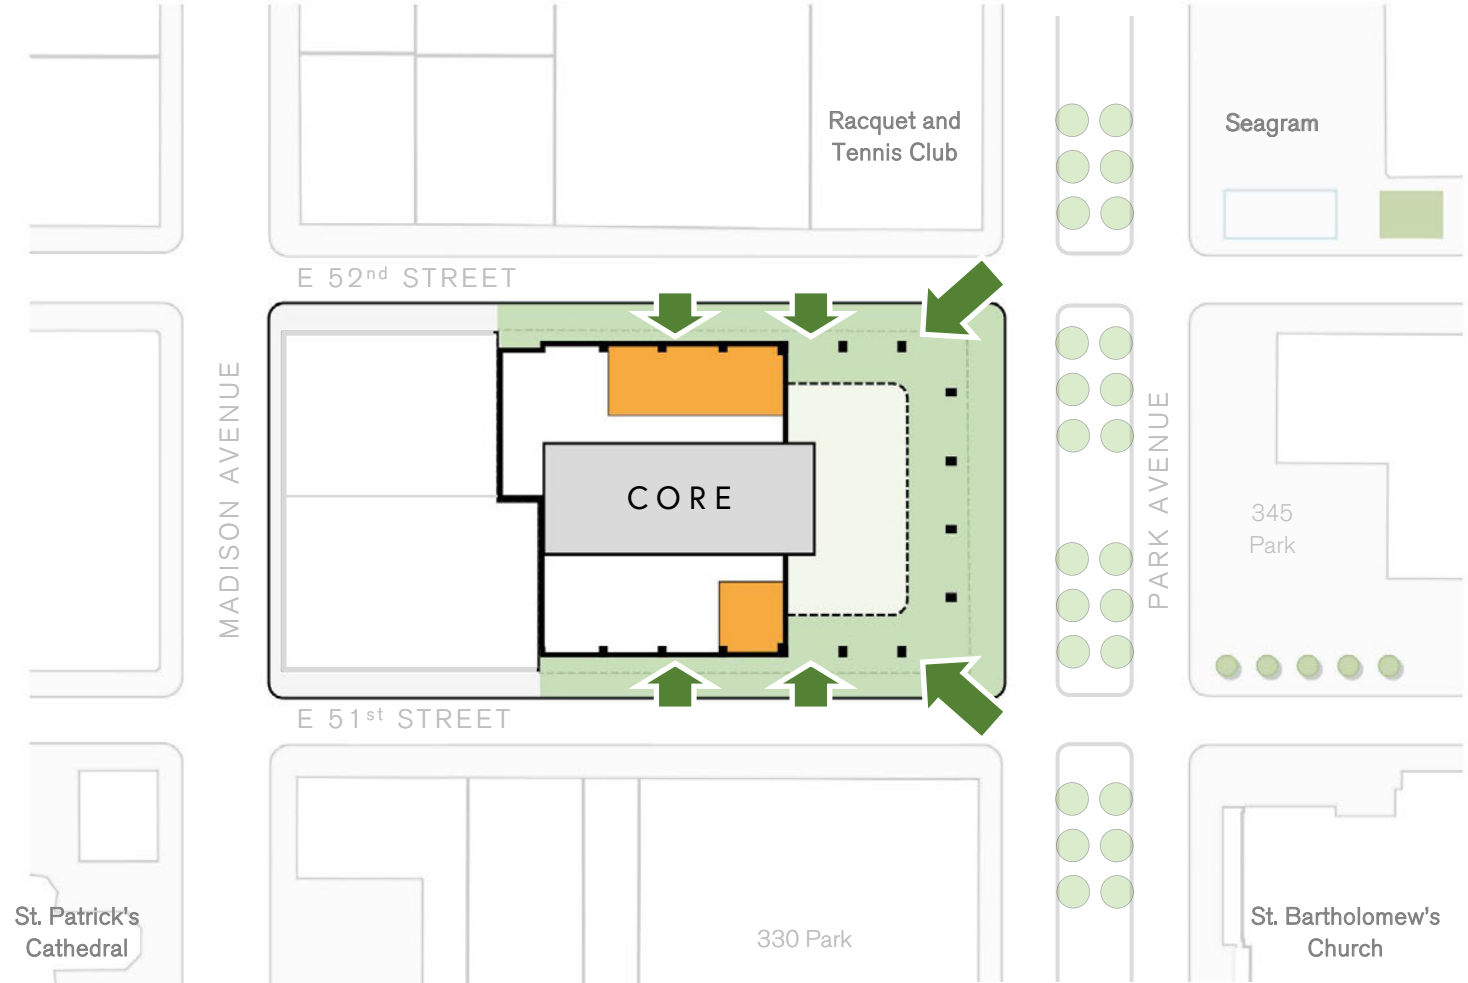 Racquet and
Tennis Club
Seagram
E 52nd STREET
MADISON AVENUE
CORE
PARK AVENUE
345
Park
E 51st STREET
St. Patrick's
Cathedral
330 Park
St. Bartholomew's
Church